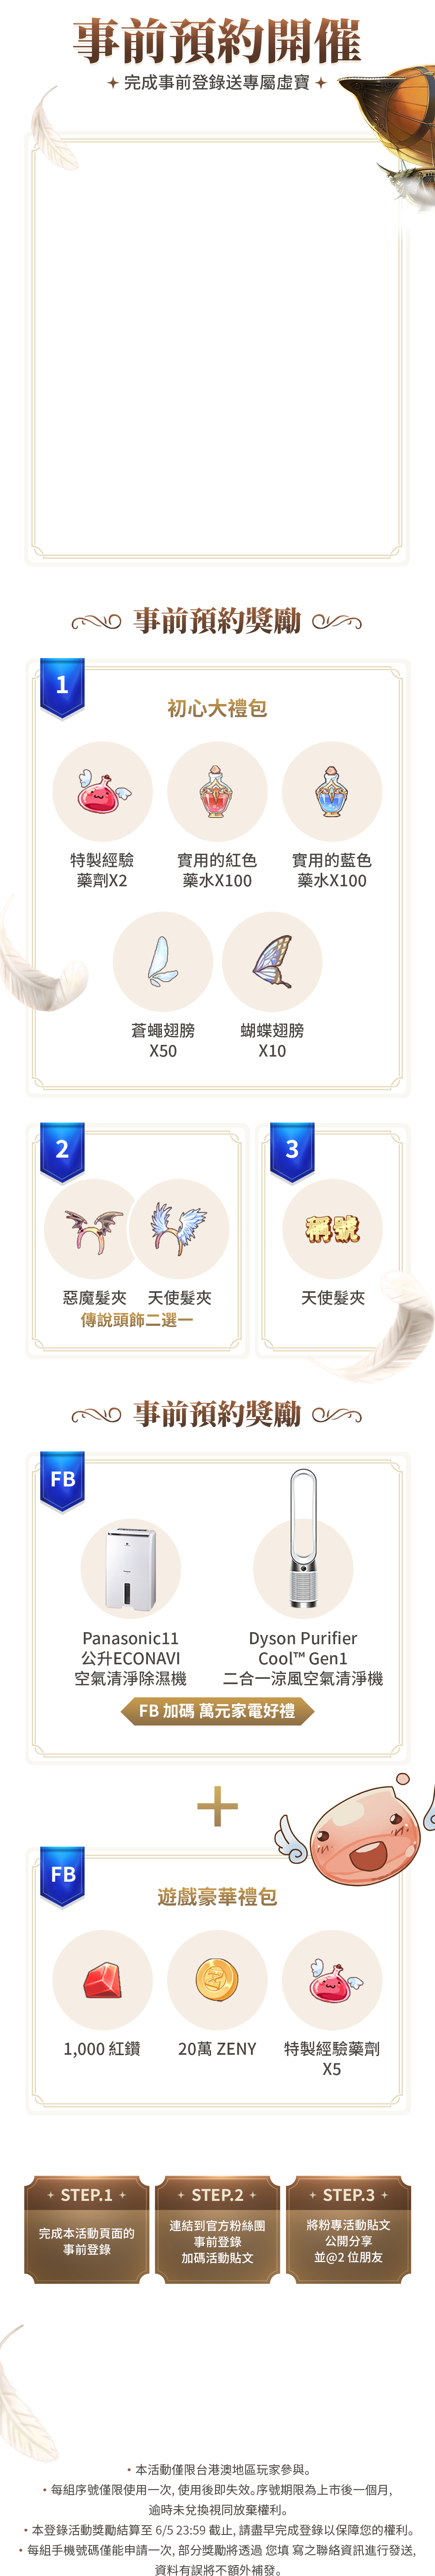 事前預約開催
完成事前登錄送專屬虛寶
事前預約獎勵
1
初心大禮包
特製經驗
藥劑X2
實用的紅色
藥水X100
實用的藍色
藥水X100
蒼蠅翅膀
X50
蝴蝶翅膀
X10
2
惡魔髮夾
天使髮夾
傳說頭飾二選一
3
稱號
天使髮夾
事前預約獎勵
FB
Panasonic11
公升ECONAVI
空氣清淨除濕機
Dyson Purifier
Cool™ Gen1
二合一涼風空氣清淨機
FB 加碼 萬元家電好禮
FB
遊戲豪華禮包
1,000 紅鑽
20萬 ZENY
特製經驗藥劑
X5
STEP.1
完成本活動頁面的
事前登錄
STEP.2
連結到官方粉絲團
事前登錄
加碼活動貼文
STEP.3
將粉專活動貼文
公開分享
並@2 位朋友
・本活動僅限台港澳地區玩家參與。
・每組序號僅限使用一次, 使用後即失效。序號期限為上市後一個月,
逾時未兌換視同放棄權利。
・本登錄活動獎勵結算至 6/5 23:59 截止, 請盡早完成登錄以保障您的權利。
・每組手機號碼僅能申請一次, 部分獎勵將透過 您填 寫之聯絡資訊進行發送,
資料有誤將不額外補發。